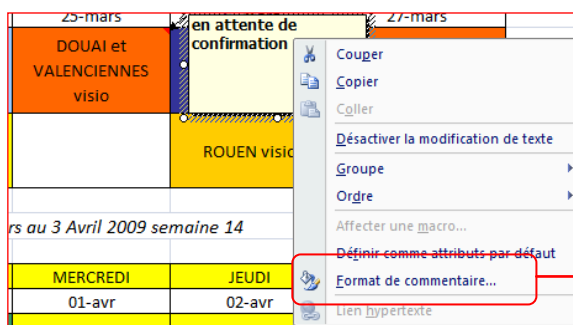 25-mars
27-mars
en attente de
confirmation
DOUAI et
VALENCIENNES
visio
ROUEN visio
rs au 3 Avril 2009 semaine 14
MERCREDI
JEUDI
01-avr
02-avr
Couper
Copier
Coller
Désactiver la modification de texte
Groupe
Ordre
Affecter une macro...
Définir comme attributs par défaut
Format de commentaire...
Lien hypertexte